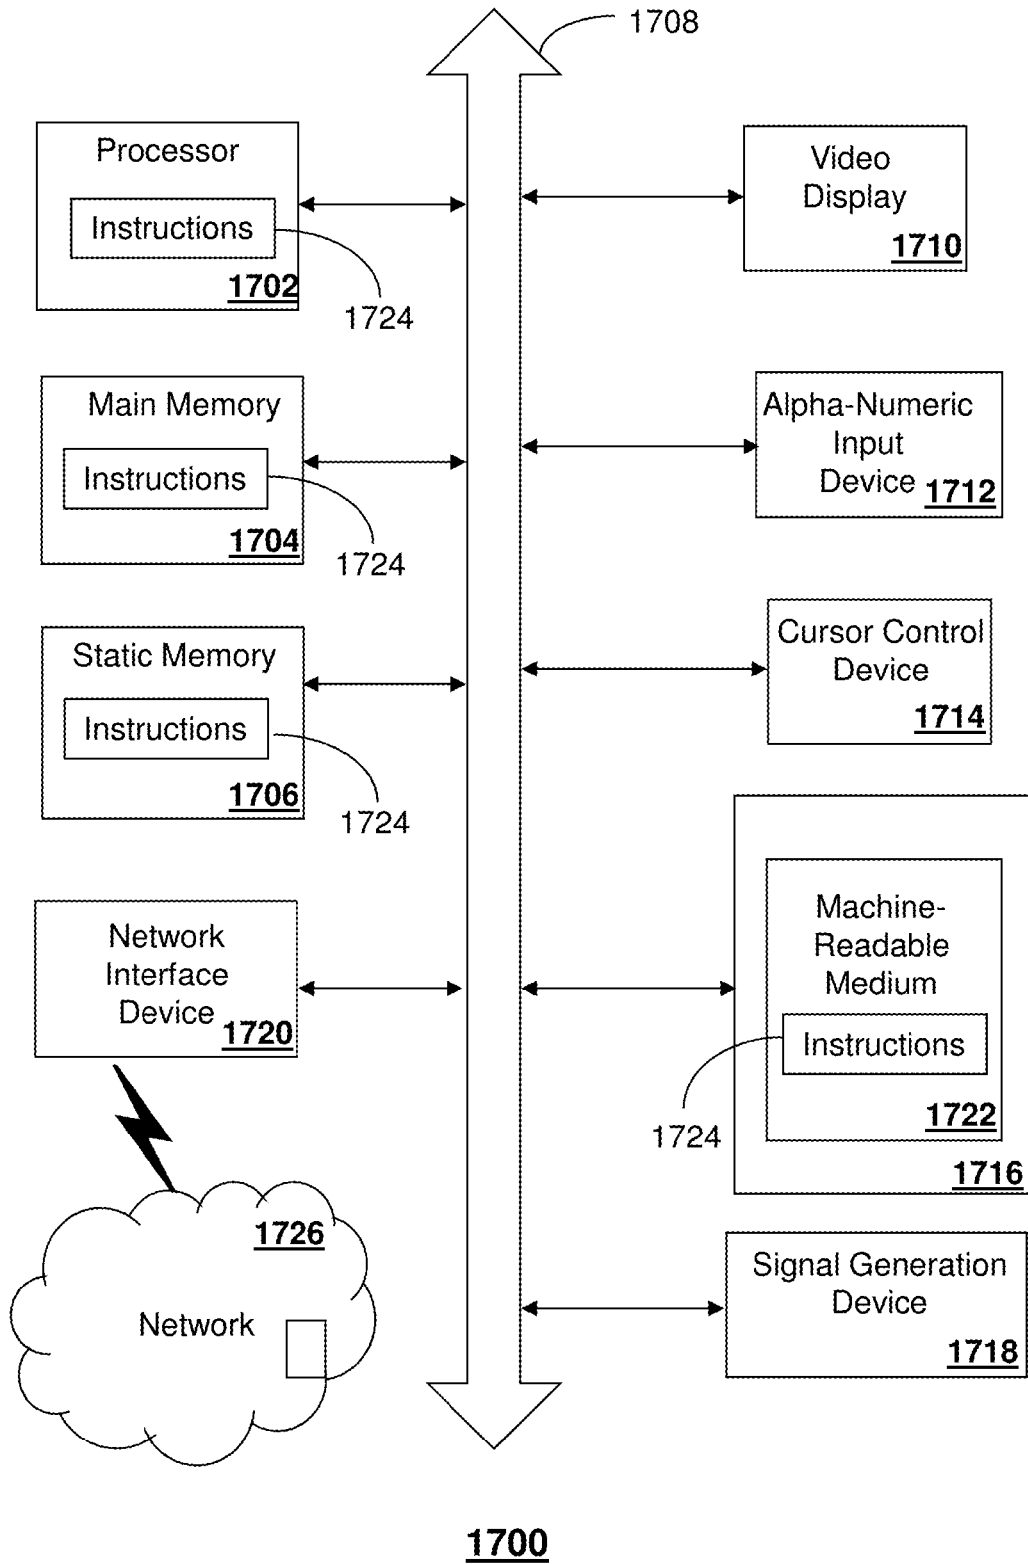 1708
Processor
Instructions
1702
1724
Main Memory
Instructions
1704
1724
Static Memory
Instructions
1706
1724
Network
Interface
Device
1720
1726
Network
Video
Display
1710
Alpha-Numeric
Input
Device
1712
Cursor Control
Device
1714
Machine-
Readable
Medium
Instructions
1722
1724
1716
Signal Generation
Device
1718
1700